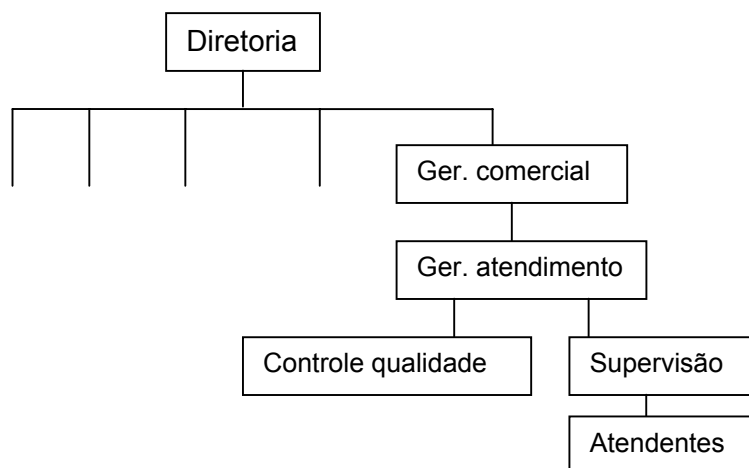 Diretoria
Ger. comercial
Ger. atendimento
Controle qualidade
Supervisão
Atendentes